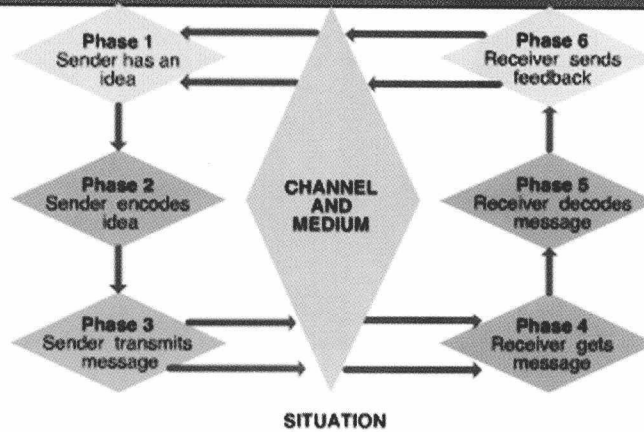 Phase 1
Sender has an
idea
Phase 2
Sender encodes
idea
Phase 3
Sender transmits
message
CHANNEL
AND
MEDIUM
Phase 4
Receiver gets
message
Phase 5
Receiver decodes
message
Phase 6
Receiver sends
feedback
SITUATION